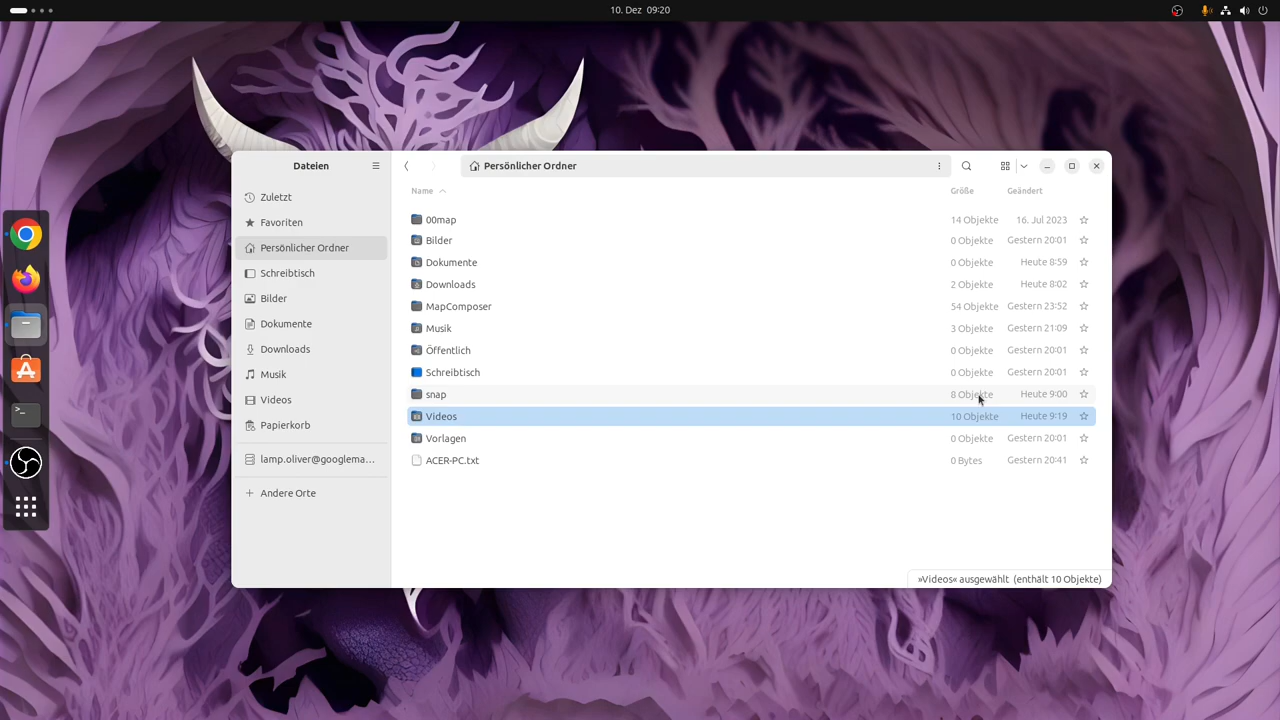 10. Dez 09:20
Dateien
Persönlicher Ordner
Name
Größe
Geändert
Zuletzt
Favoriten
Persönlicher Ordner
Schreibtisch
Bilder
Dokumente
Downloads
Musik
Videos
Papierkorb
lamp.oliver@googlema...
Andere Orte
00map 14 Objekte 16. Jul 2023
Bilder 0 Objekte Gestern 20:01
Dokumente 0 Objekte Heute 8:59
Downloads 2 Objekte Heute 8:02
MapComposer 54 Objekte Gestern 23:52
Musik 3 Objekte Gestern 21:09
Öffentlich 0 Objekte Gestern 20:01
Schreibtisch 0 Objekte Gestern 20:01
snap 8 Objekte Heute 9:00
Videos 10 Objekte Heute 9:19
Vorlagen 0 Objekte Gestern 20:01
ACER-PC.txt 0 Bytes Gestern 20:41
»Videos« ausgewählt (enthält 10 Objekte)